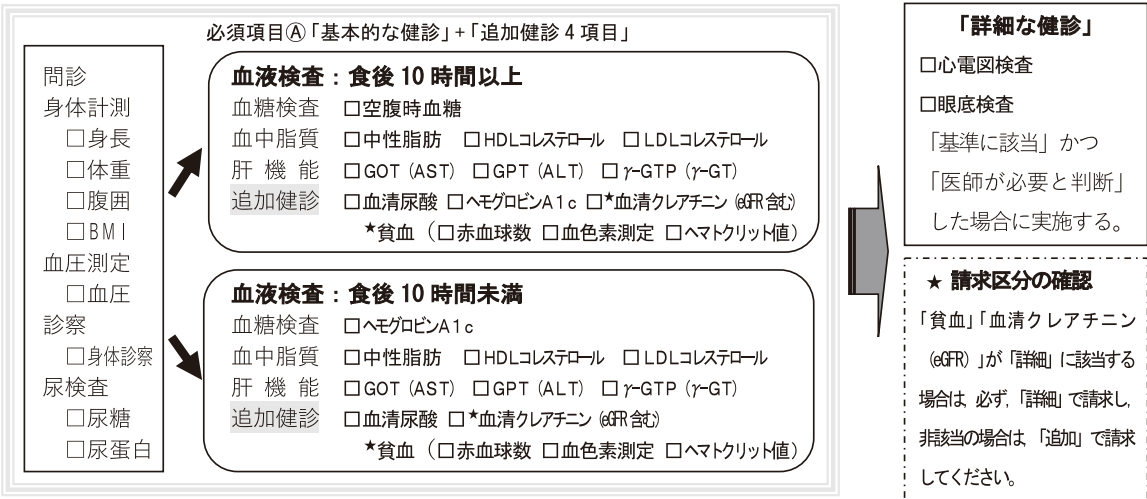 必須項目Ⓐ「基本的な健診」+「追加健診4項目」
問診
身体計測
□身長
□体重
□腹囲
□BMI
血圧測定
□血圧
診察
□身体診察
尿検査
□尿糖
□尿蛋白
血液検査：食後10時間以上
血糖検査 □空腹時血糖
血中脂質 □中性脂肪 □HDLコレステロール □LDLコレステロール
肝機能 □GOT（AST） □GPT（ALT） □γ-GTP（γ-GT）
追加健診 □血清尿酸 □ヘモグロビンA1c □★血清クレアチニン（eGFR含む）
★貧血（□赤血球数 □血色素測定 □ヘマトクリット値）
血液検査：食後10時間未満
血糖検査 □ヘモグロビンA1c
血中脂質 □中性脂肪 □HDLコレステロール □LDLコレステロール
肝機能 □GOT（AST） □GPT（ALT） □γ-GTP（γ-GT）
追加健診 □血清尿酸 □★血清クレアチニン（eGFR含む）
★貧血（□赤血球数 □血色素測定 □ヘマトクリット値）
「詳細な健診」
□心電図検査
□眼底検査
「基準に該当」かつ
「医師が必要と判断」
した場合に実施する。
★ 請求区分の確認
「貧血」「血清クレアチニン
（eGFR）」が「詳細」に該当する
場合は、必ず、「詳細」で請求し、
非該当の場合は、「追加」で請求
してください。